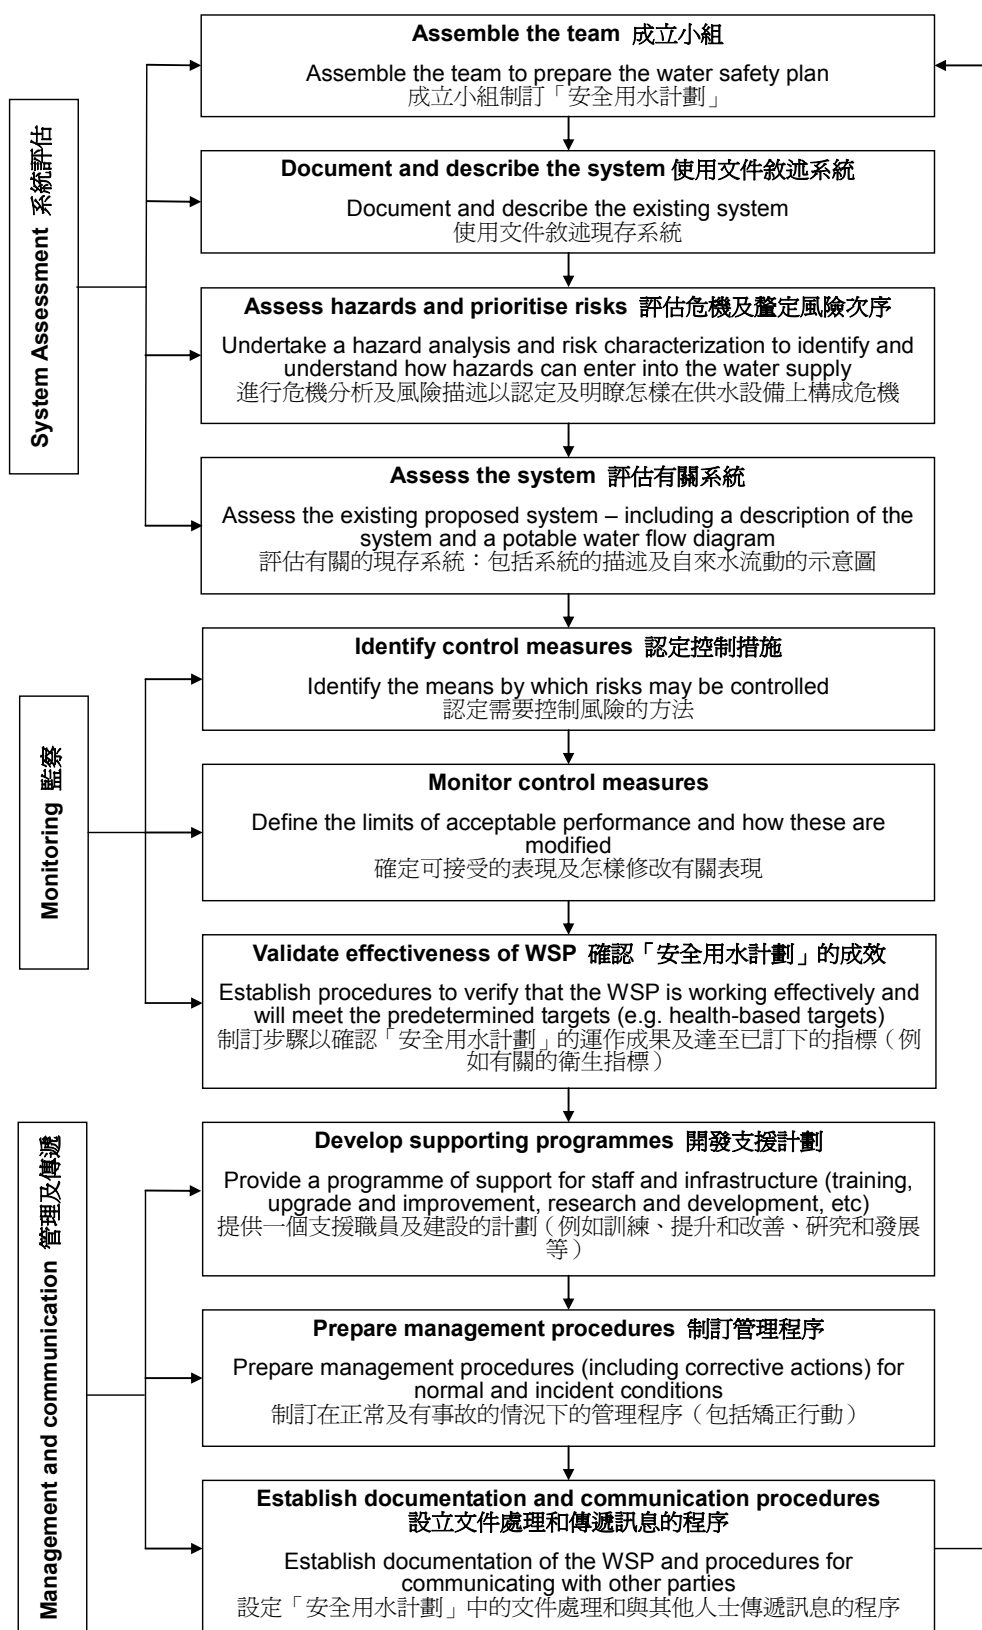 Assemble the team 成立小組
Assemble the team to prepare the water safety plan
成立小組制訂「安全用水計劃」
System Assessment 系統評估
Document and describe the system 使用文件敘述系統
Document and describe the existing system
使用文件敘述現存系統
Assess hazards and prioritise risks 評估危機及釐定風險次序
Undertake a hazard analysis and risk characterization to identify and
understand how hazards can enter into the water supply
進行危機分析及風險描述以認定及明瞭怎樣在供水設備上構成危機
Assess the system 評估有關系統
Assess the existing proposed system – including a description of the
system and a potable water flow diagram
評估有關的現存系統：包括系統的描述及自來水流動的示意圖
Identify control measures 認定控制措施
Identify the means by which risks may be controlled
認定需要控制風險的方法
Monitoring 監察
Monitor control measures
Define the limits of acceptable performance and how these are
modified
確定可接受的表現及怎樣修改有關表現
Validate effectiveness of WSP 確認「安全用水計劃」的成效
Establish procedures to verify that the WSP is working effectively and
will meet the predetermined targets (e.g. health-based targets)
制訂步驟以確認「安全用水計劃」的運作成果及達至已訂下的指標（例
如有關的衛生指標）
Develop supporting programmes 開發支援計劃
Provide a programme of support for staff and infrastructure (training,
upgrade and improvement, research and development, etc)
提供一個支援職員及建設的計劃（例如訓練、提升和改善、研究和發展
等）
Management and communication 管理及傳遞
Prepare management procedures 制訂管理程序
Prepare management procedures (including corrective actions) for
normal and incident conditions
制訂在正常及有事故的情況下的管理程序（包括矯正行動）
Establish documentation and communication procedures
設立文件處理和傳遞訊息的程序
Establish documentation of the WSP and procedures for
communicating with other parties
設定「安全用水計劃」中的文件處理和與其他人士傳遞訊息的程序